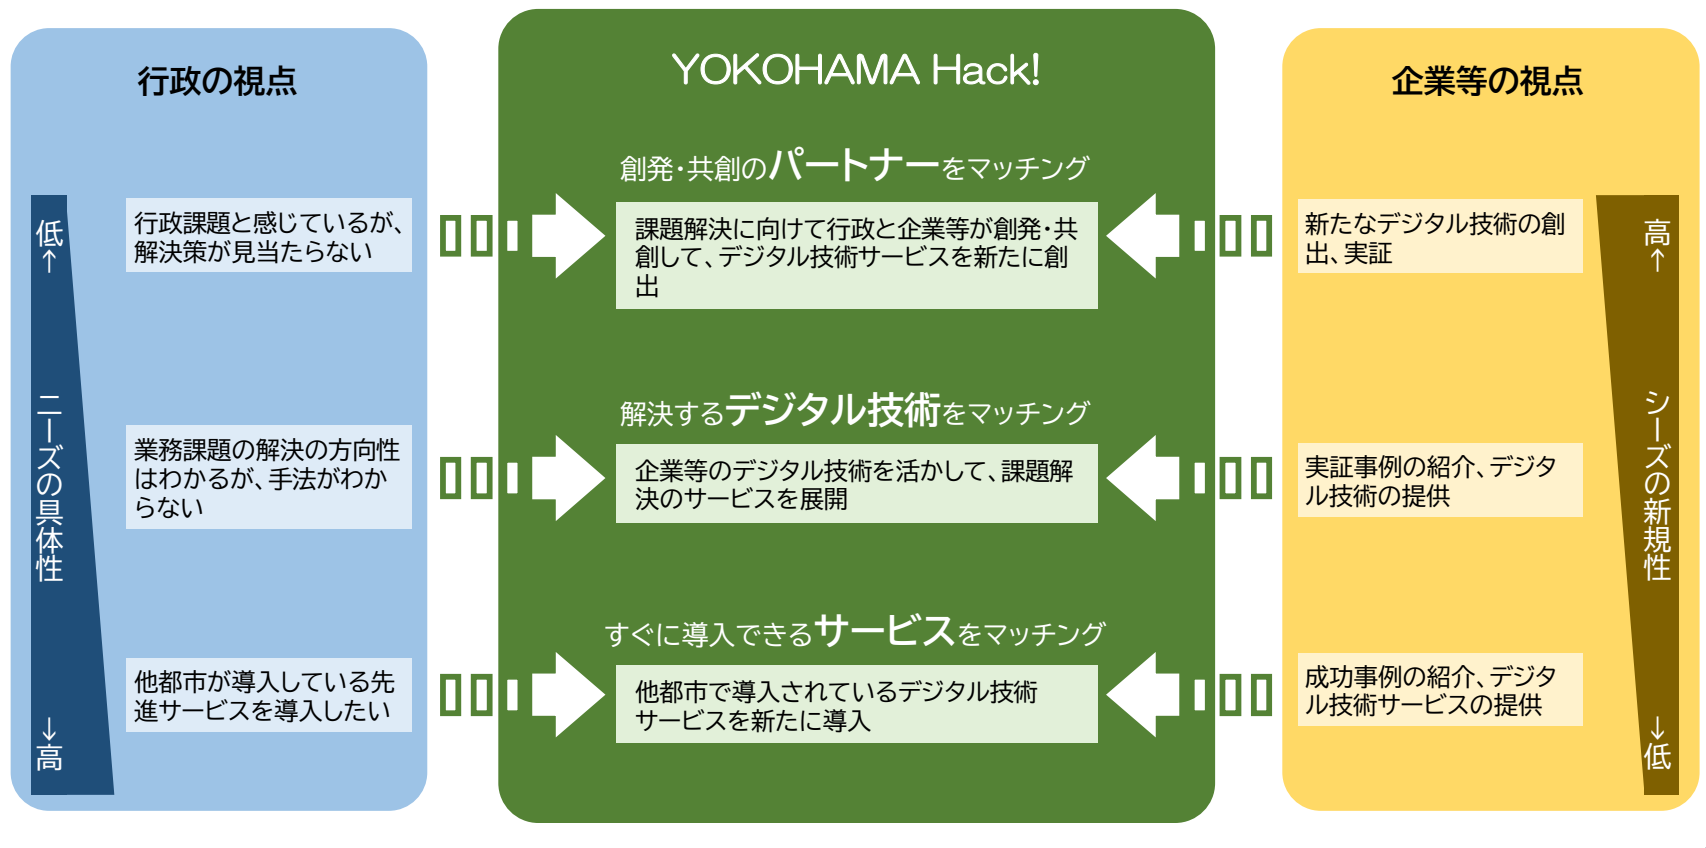 行政の視点
低
↑
ニーズの具体性
↓
高
行政課題と感じているが、
解決策が見当たらない
業務課題の解決の方向性
はわかるが、手法がわか
らない
他都市が導入している先
進サービスを導入したい
YOKOHAMA Hack!
創発・共創のパートナーをマッチング
課題解決に向けて行政と企業等が創発・共
創して、デジタル技術サービスを新たに創
出
解決するデジタル技術をマッチング
企業等のデジタル技術を活かして、課題解
決のサービスを展開
すぐに導入できるサービスをマッチング
他都市で導入されているデジタル技術
サービスを新たに導入
企業等の視点
新たなデジタル技術の創
出、実証
実証事例の紹介、デジタ
ル技術の提供
成功事例の紹介、デジタ
ル技術サービスの提供
高
↑
シーズの新規性
↓
低